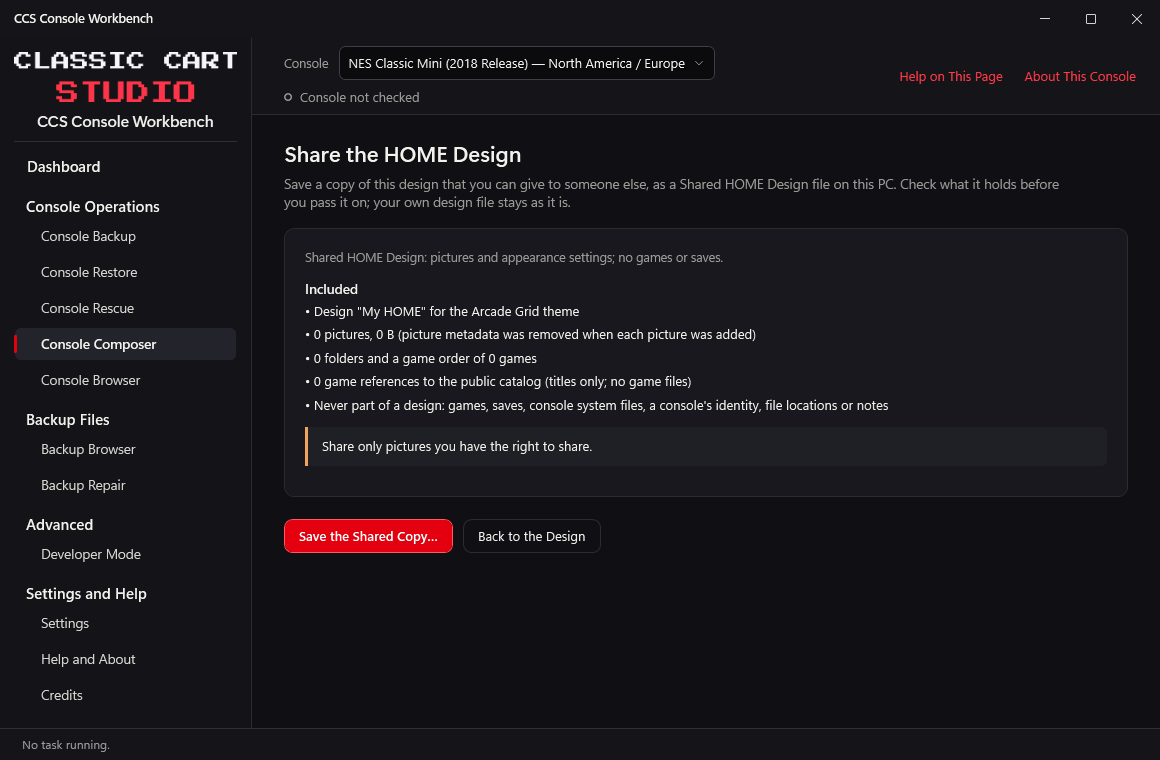 CCS Console Workbench
CLASSIC CART
STUDIO
CCS Console Workbench
Dashboard
Console Operations
Console Backup
Console Restore
Console Rescue
Console Composer
Console Browser
Backup Files
Backup Browser
Backup Repair
Advanced
Developer Mode
Settings and Help
Settings
Help and About
Credits
Console
NES Classic Mini (2018 Release) — North America / Europe
Console not checked
Help on This Page
About This Console
Share the HOME Design
Save a copy of this design that you can give to someone else, as a Shared HOME Design file on this PC. Check what it holds before
you pass it on; your own design file stays as it is.
Shared HOME Design: pictures and appearance settings; no games or saves.
Included
• Design "My HOME" for the Arcade Grid theme
• 0 pictures, 0 B (picture metadata was removed when each picture was added)
• 0 folders and a game order of 0 games
• 0 game references to the public catalog (titles only; no game files)
• Never part of a design: games, saves, console system files, a console's identity, file locations or notes
Share only pictures you have the right to share.
Save the Shared Copy...
Back to the Design
No task running.